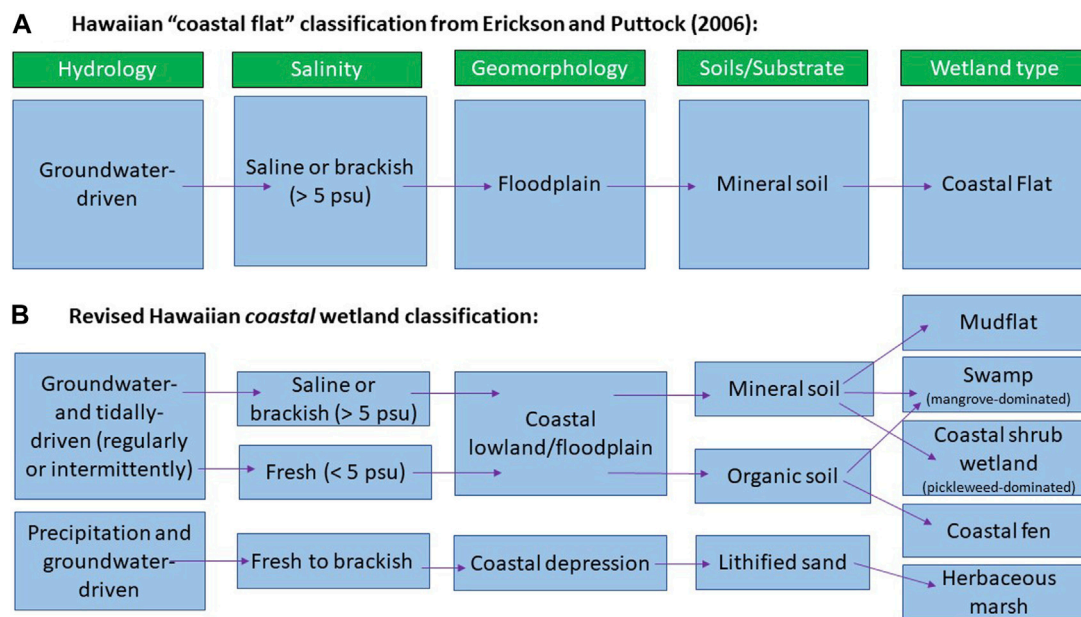 A Hawaiian “coastal flat” classification from Erickson and Puttock (2006):
Hydrology
Salinity
Geomorphology
Soils/Substrate
Wetland type
Groundwater-
driven
Saline or brackish
(> 5 psu)
Floodplain
Mineral soil
Coastal Flat
B Revised Hawaiian coastal wetland classification:
Groundwater-
and tidally-
driven (regularly
or intermittently)
Saline or
brackish (> 5 psu)
Fresh (< 5 psu)
Coastal
lowland/floodplain
Mineral soil
Organic soil
Mudflat
Swamp
(mangrove-dominated)
Coastal shrub
wetland
(pickleweed-dominated)
Coastal fen
Precipitation and
groundwater-
driven
Fresh to brackish
Coastal depression
Lithified sand
Herbaceous
marsh